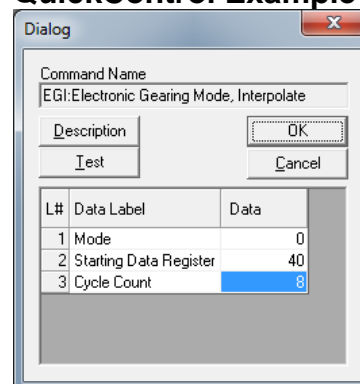 QuickControl Example
Dialog
X
Command Name
EGI:Electronic Gearing Mode, Interpolate
Description
OK
Test
Cancel
L# Data Label Data
1 Mode 0
2 Starting Data Register 40
3 Cycle Count 8